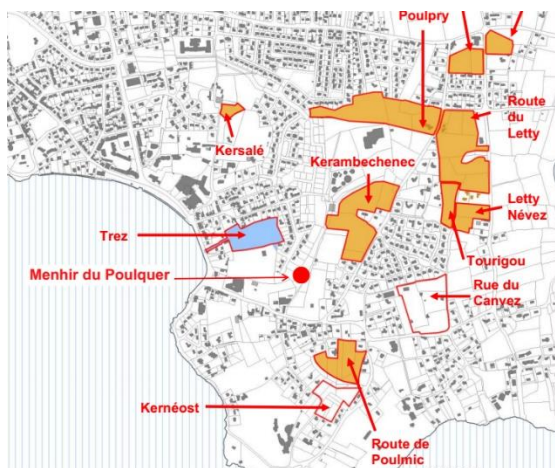 Poulpry
Route
du
Letty
Kersalé
Kerambechenec
Letty
Névez
Trez
Tourigou
Menhir du Poulquer
Rue du
Canyez
Kernéost
Route de
Poulmic